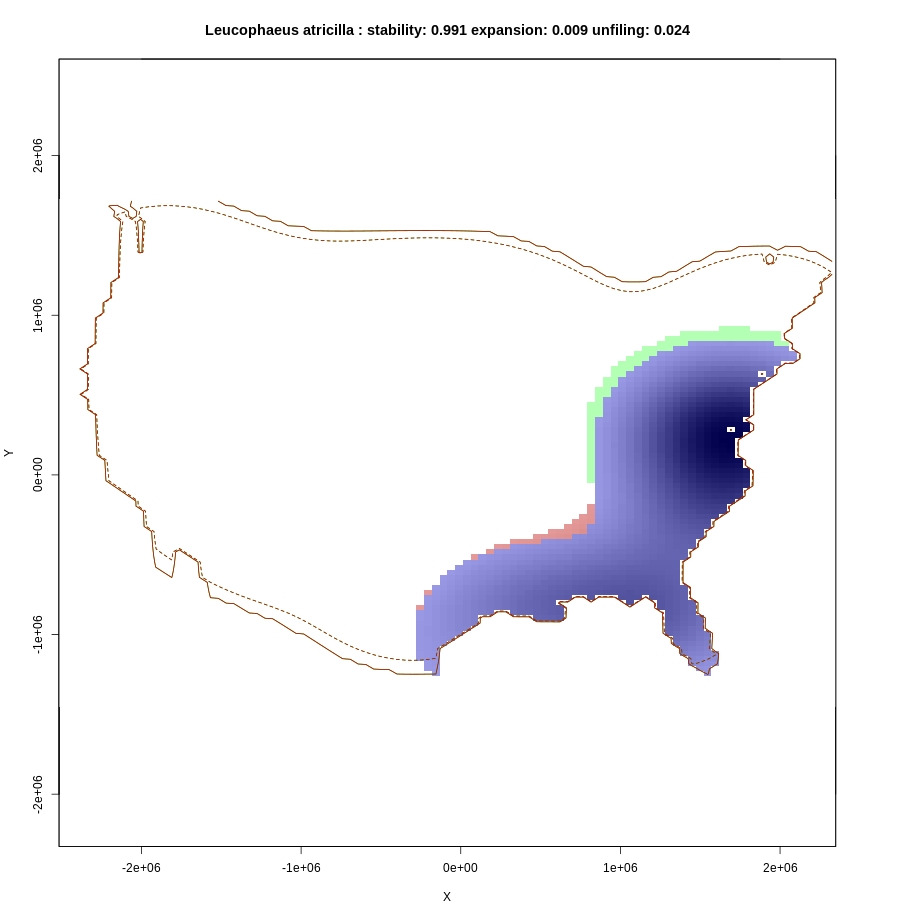 Leucophaeus atricilla : stability: 0.991 expansion: 0.009 unfiling: 0.024
2e+06
1e+06
Y
0e+00
-1e+06
-2e+06
-2e+06 -1e+06 0e+00 1e+06 2e+06
X